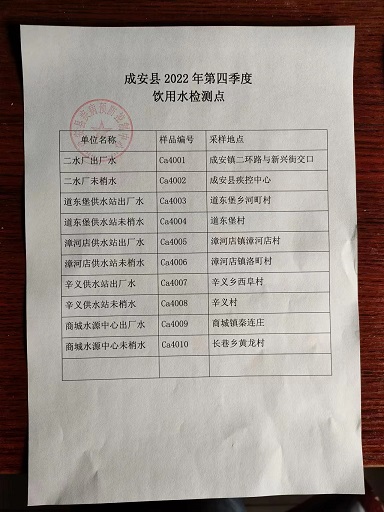 成安县 2022 年第四季度
饮用水检测点
单位名称 样品编号 采样地点
二水厂出厂水 Ca4001 成安镇二环路与新兴街交口
二水厂末梢水 Ca4002 成安县疾控中心
道东堡供水站出厂水 Ca4003 道东堡乡河町村
道东堡供水站末梢水 Ca4004 道东堡村
漳河店供水站出厂水 Ca4005 漳河店镇漳河店村
漳河店供水站末梢水 Ca4006 漳河店镇洛町村
辛义供水站出厂水 Ca4007 辛义乡西阜村
辛义供水站末梢水 Ca4008 辛义村
商城水源中心出厂水 Ca4009 商城镇秦连庄
商城水源中心末梢水 Ca4010 长巷乡黄龙村